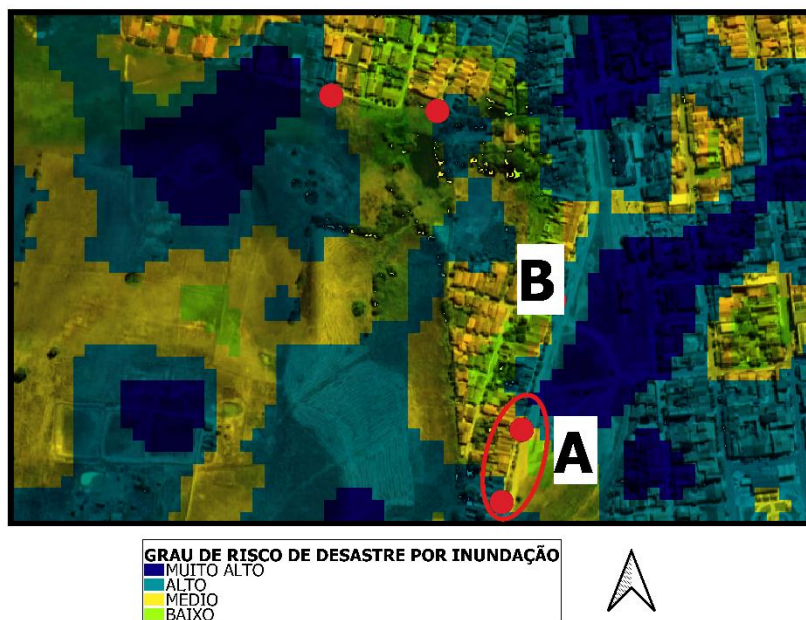 B
A
GRAU DE RISCO DE DESASTRE POR INUNDAÇÃO
MUITO ALTO
ALTO
MÉDIO
BAIXO